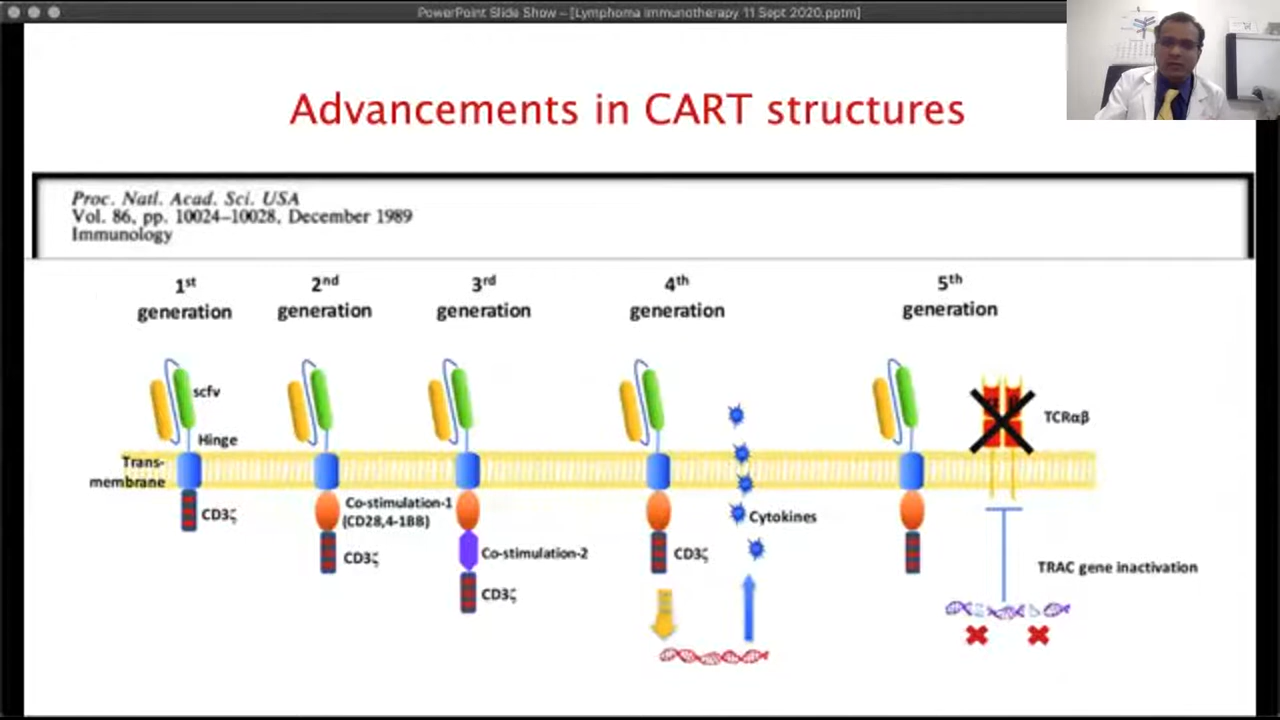 PowerPoint Slide Show – [Lymphoma Immunotherapy 11 Sept 2020.pptm]
Advancements in CART structures
Proc. Natl. Acad. Sci. USA
Vol. 86, pp. 10024–10028, December 1989
Immunology
1st generation
2nd generation
3rd generation
4th generation
5th generation
scfv
Hinge
Trans-
membrane
CD3ζ
Co-stimulation-1
(CD28,4-1BB)
CD3ζ
Co-stimulation-2
CD3ζ
CD3ζ
Cytokines
TCRαβ
TRAC gene inactivation